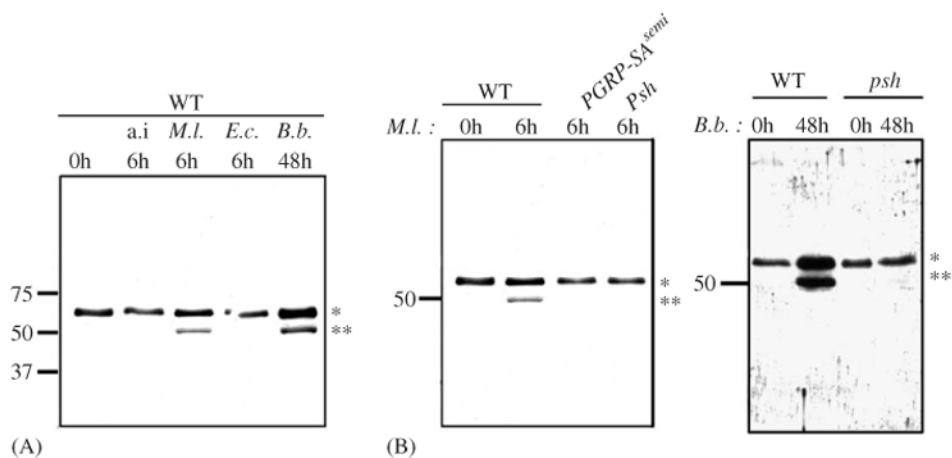 WT
a.i M.l. E.c. B.b.
0h 6h 6h 6h 48h
75
50
37
*
**
(A)
WT PGRP-SA^semi Psh
M.l. : 0h 6h 6h 6h
50
*
**
(B)
WT psh
B.b. : 0h 48h 0h 48h
50
*
**